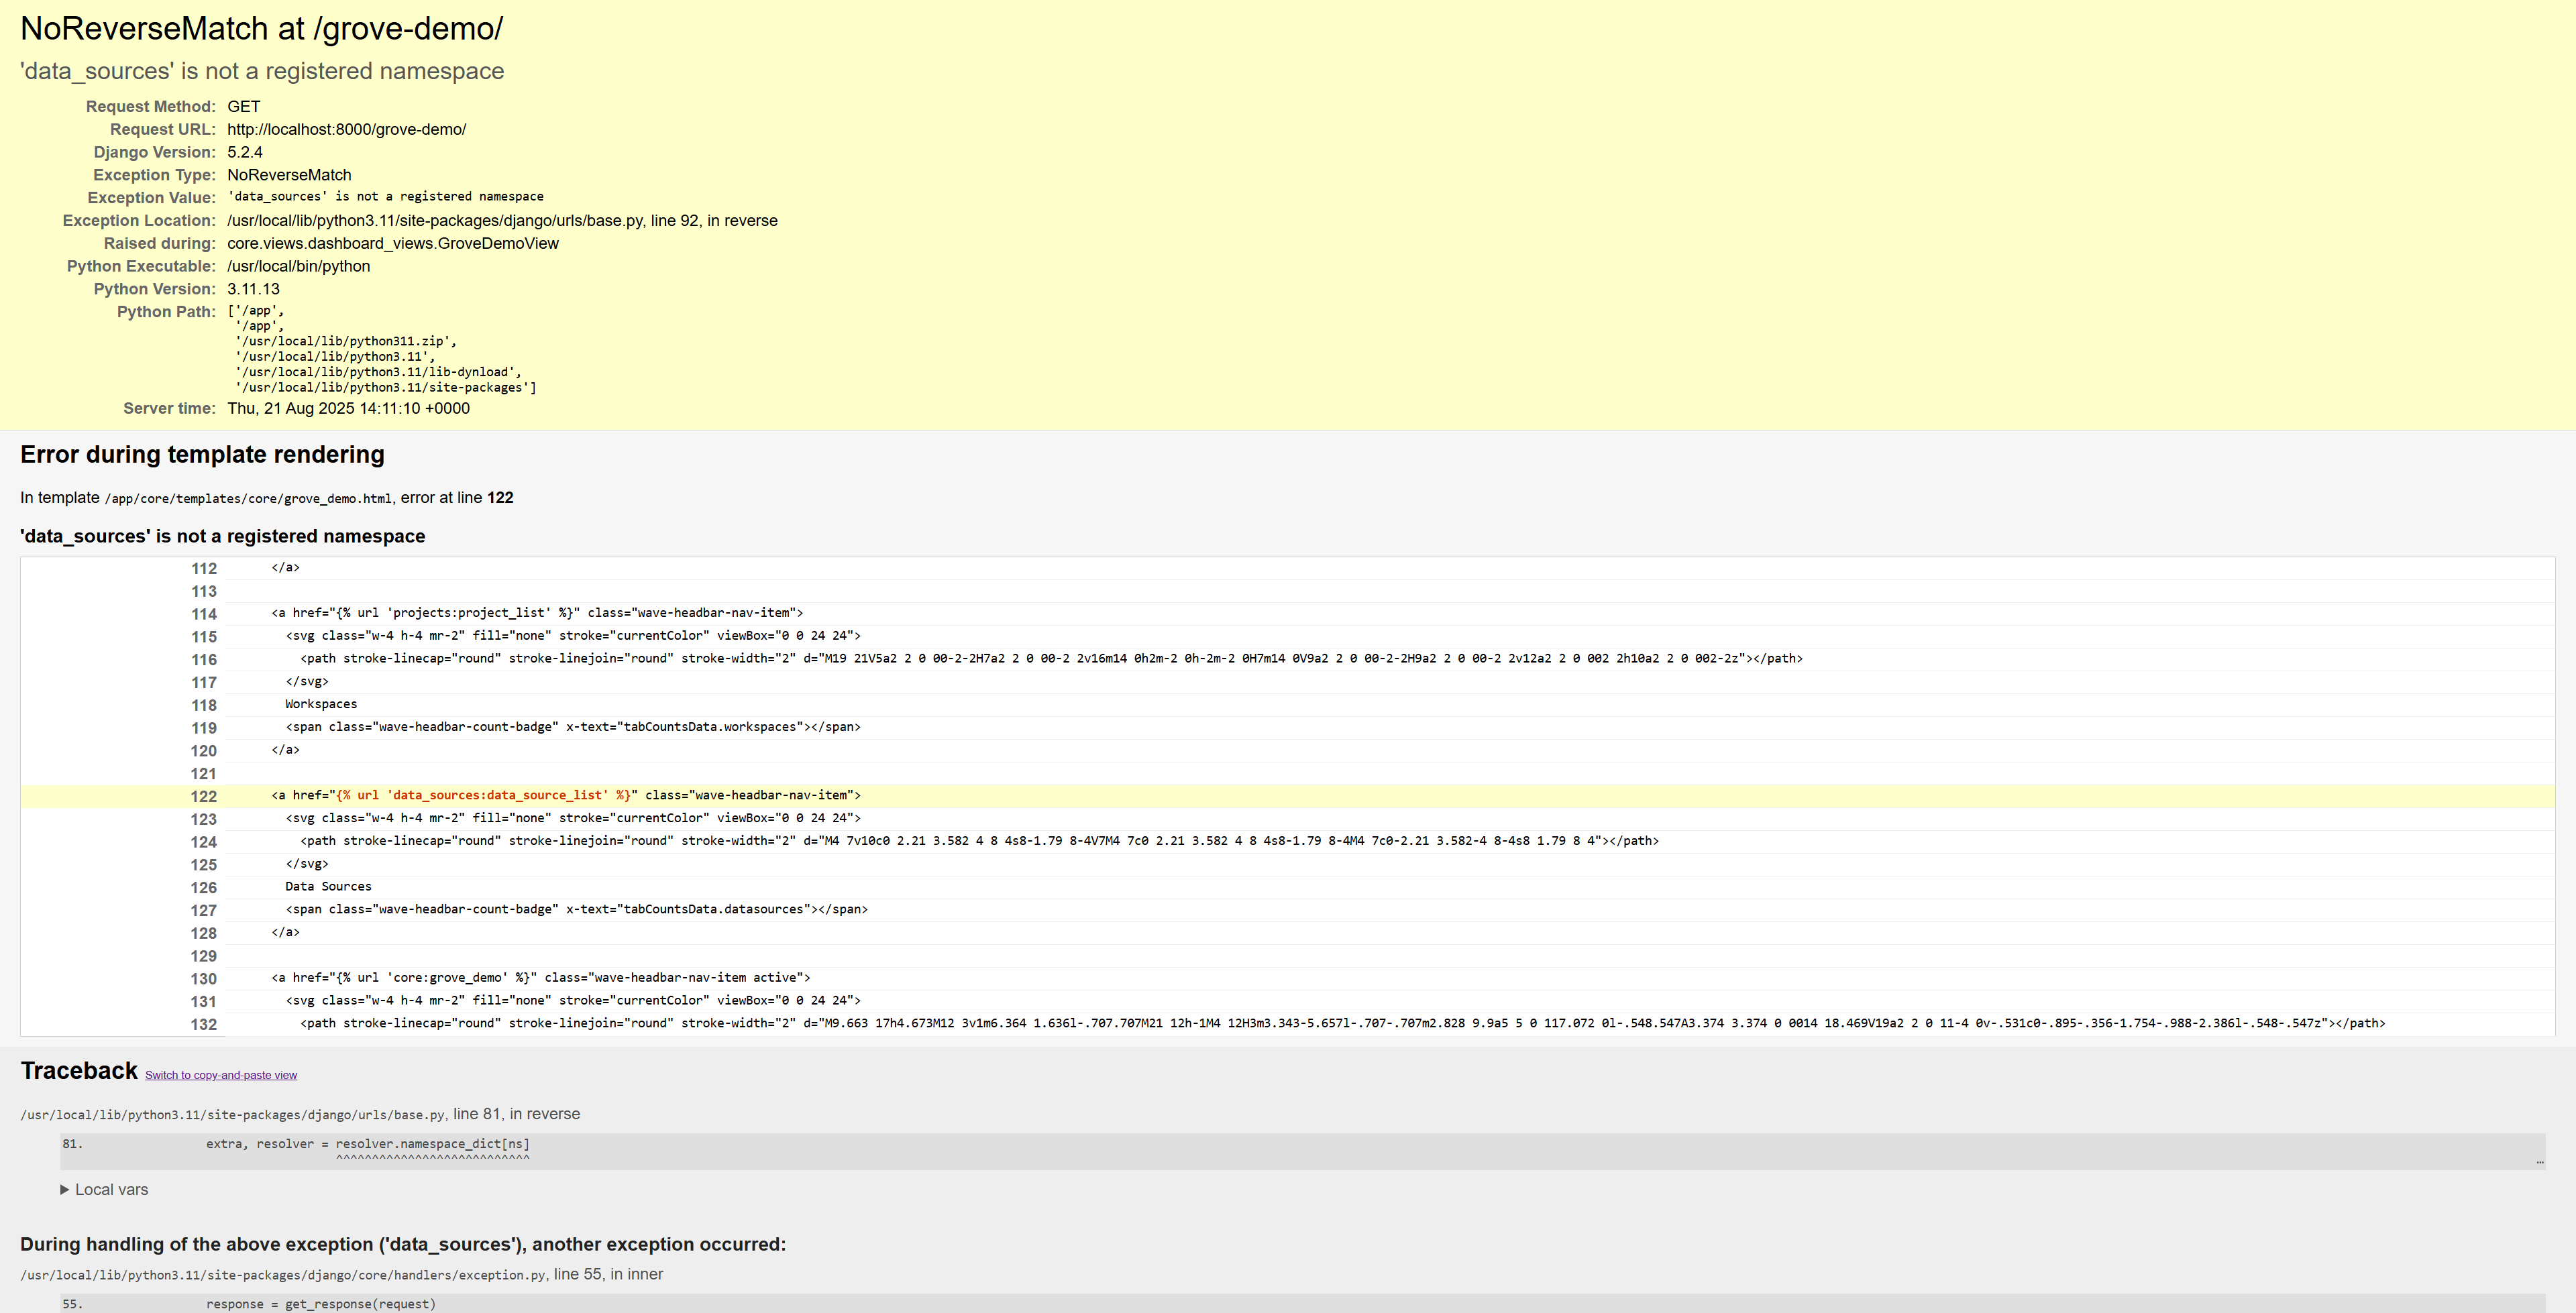 NoReverseMatch at /grove-demo/
'data_sources' is not a registered namespace
Request Method: GET
Request URL: http://localhost:8000/grove-demo/
Django Version: 5.2.4
Exception Type: NoReverseMatch
Exception Value: 'data_sources' is not a registered namespace
Exception Location: /usr/local/lib/python3.11/site-packages/django/urls/base.py, line 92, in reverse
Raised during: core.views.dashboard_views.GroveDemoView
Python Executable: /usr/local/bin/python
Python Version: 3.11.13
Python Path: ['/app',
'/app',
'/usr/local/lib/python311.zip',
'/usr/local/lib/python3.11',
'/usr/local/lib/python3.11/lib-dynload',
'/usr/local/lib/python3.11/site-packages']
Server time: Thu, 21 Aug 2025 14:11:10 +0000
Error during template rendering
In template /app/core/templates/core/grove_demo.html, error at line 122
'data_sources' is not a registered namespace
112 </a>
113
114 <a href="{% url 'projects:project_list' %}" class="wave-headbar-nav-item">
115 <svg class="w-4 h-4 mr-2" fill="none" stroke="currentColor" viewBox="0 0 24 24">
116 <path stroke-linecap="round" stroke-linejoin="round" stroke-width="2" d="M19 21V5a2 2 0 00-2-2H7a2 2 0 00-2 2v16m14 0h2m-2 0h-2m-2 0H7m14 0V9a2 2 0 00-2-2H9a2 2 0 00-2 2v12a2 2 0 002 2h10a2 2 0 002-2z"></path>
117 </svg>
118 Workspaces
119 <span class="wave-headbar-count-badge" x-text="tabCountsData.workspaces"></span>
120 </a>
121
122 <a href="{% url 'data_sources:data_source_list' %}" class="wave-headbar-nav-item">
123 <svg class="w-4 h-4 mr-2" fill="none" stroke="currentColor" viewBox="0 0 24 24">
124 <path stroke-linecap="round" stroke-linejoin="round" stroke-width="2" d="M4 7v10c0 2.21 3.582 4 8 4s8-1.79 8-4V7M4 7c0 2.21 3.582 4 8 4s8-1.79 8-4M4 7c0-2.21 3.582-4 8-4s8 1.79 8 4"></path>
125 </svg>
126 Data Sources
127 <span class="wave-headbar-count-badge" x-text="tabCountsData.datasources"></span>
128 </a>
129
130 <a href="{% url 'core:grove_demo' %}" class="wave-headbar-nav-item active">
131 <svg class="w-4 h-4 mr-2" fill="none" stroke="currentColor" viewBox="0 0 24 24">
132 <path stroke-linecap="round" stroke-linejoin="round" stroke-width="2" d="M9.663 17h4.673M12 3v1m6.364 1.636l-.707.707M21 12h-1M4 12H3m3.343-5.657l-.707-.707m2.828 9.9a5 5 0 117.072 0l-.548.547A3.374 3.374 0 0014 18.469V19a2 2 0 11-4 0v-.531c0-.895-.356-1.754-.988-2.386l-.548-.547z"></path>
Traceback Switch to copy-and-paste view
/usr/local/lib/python3.11/site-packages/django/urls/base.py, line 81, in reverse
81. extra, resolver = resolver.namespace_dict[ns]
^^^^^^^^^^^^^^^^^^^^^^^^^^^
…
▶ Local vars
During handling of the above exception ('data_sources'), another exception occurred:
/usr/local/lib/python3.11/site-packages/django/core/handlers/exception.py, line 55, in inner
55. response = get_response(request)